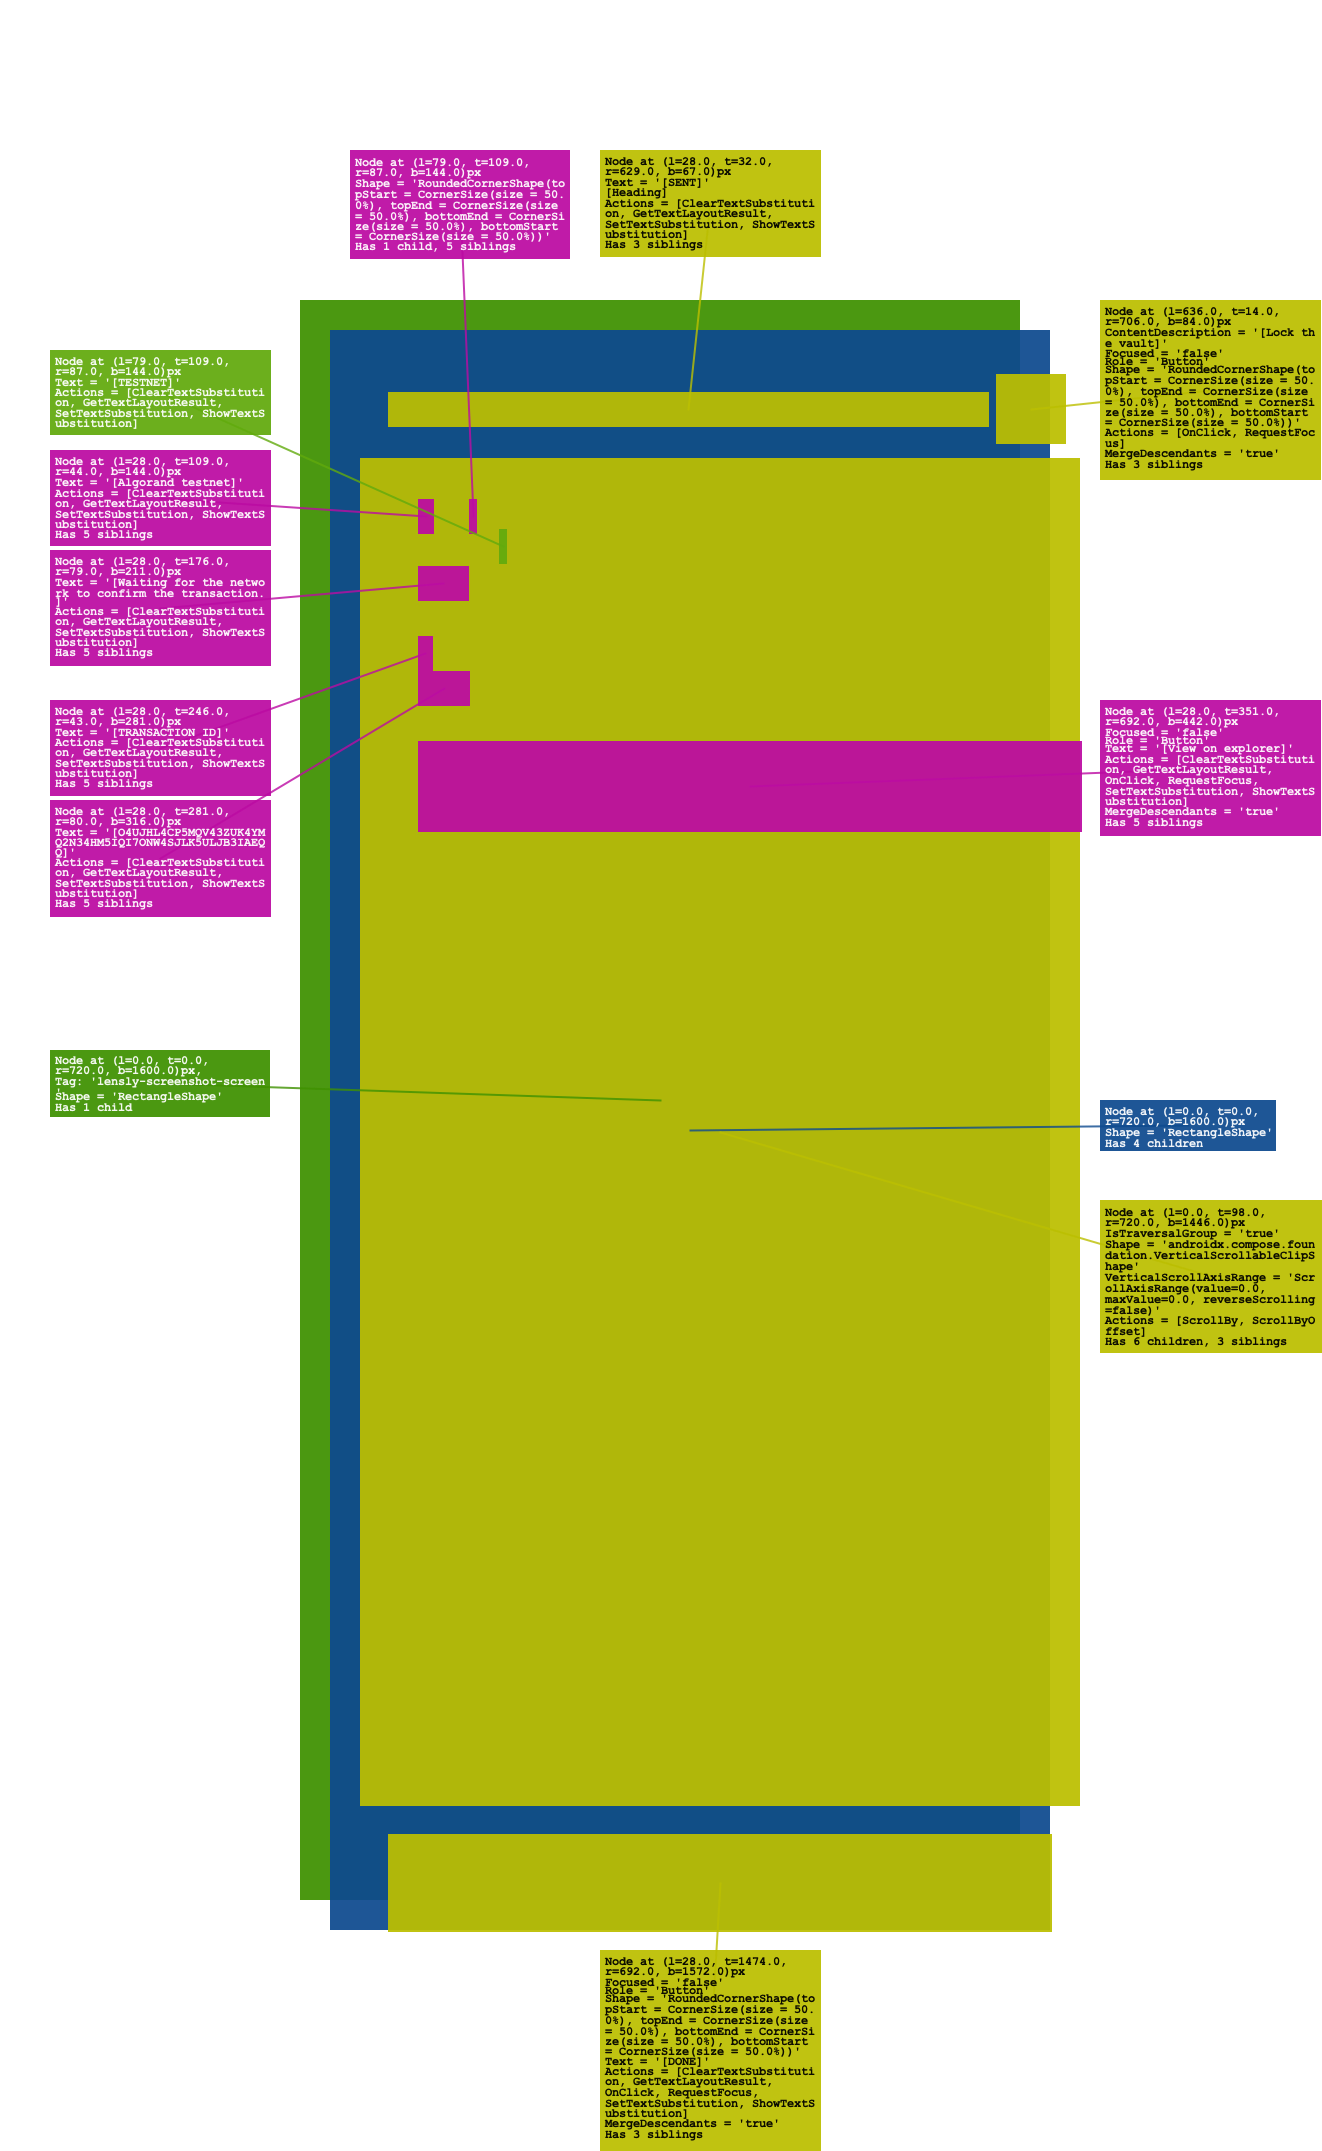 Node at (l=79.0, t=109.0,
r=87.0, b=144.0)px
Shape = 'RoundedCornerShape(to
pStart = CornerSize(size = 50.
0%), topEnd = CornerSize(size
= 50.0%), bottomEnd = CornerSi
ze(size = 50.0%), bottomStart
= CornerSize(size = 50.0%))'
Has 1 child, 5 siblings
Node at (l=28.0, t=32.0,
r=629.0, b=67.0)px
Text = '[SENT]'
[Heading]
Actions = [ClearTextSubstituti
on, GetTextLayoutResult,
SetTextSubstitution, ShowTextS
ubstitution]
Has 3 siblings
Node at (l=636.0, t=14.0,
r=706.0, b=84.0)px
ContentDescription = '[Lock th
e vault]'
Focused = 'false'
Role = 'Button'
Shape = 'RoundedCornerShape(to
pStart = CornerSize(size = 50.
0%), topEnd = CornerSize(size
= 50.0%), bottomEnd = CornerSi
ze(size = 50.0%), bottomStart
= CornerSize(size = 50.0%))'
Actions = [OnClick, RequestFoc
us]
MergeDescendants = 'true'
Has 3 siblings
Node at (l=79.0, t=109.0,
r=87.0, b=144.0)px
Text = '[TESTNET]'
Actions = [ClearTextSubstituti
on, GetTextLayoutResult,
SetTextSubstitution, ShowTextS
ubstitution]
Node at (l=28.0, t=109.0,
r=44.0, b=144.0)px
Text = '[Algorand testnet]'
Actions = [ClearTextSubstituti
on, GetTextLayoutResult,
SetTextSubstitution, ShowTextS
ubstitution]
Has 5 siblings
Node at (l=28.0, t=176.0,
r=79.0, b=211.0)px
Text = '[Waiting for the netwo
rk to confirm the transaction.
]'
Actions = [ClearTextSubstituti
on, GetTextLayoutResult,
SetTextSubstitution, ShowTextS
ubstitution]
Has 5 siblings
Node at (l=28.0, t=246.0,
r=43.0, b=281.0)px
Text = '[TRANSACTION ID]'
Actions = [ClearTextSubstituti
on, GetTextLayoutResult,
SetTextSubstitution, ShowTextS
ubstitution]
Has 5 siblings
Node at (l=28.0, t=281.0,
r=80.0, b=316.0)px
Text = '[O4UJHL4CP5MQV43ZUK4YM
Q2N34HM5IQI7ONW4SJLK5ULJB3IAEQ
Q]'
Actions = [ClearTextSubstituti
on, GetTextLayoutResult,
SetTextSubstitution, ShowTextS
ubstitution]
Has 5 siblings
Node at (l=28.0, t=351.0,
r=692.0, b=442.0)px
Focused = 'false'
Role = 'Button'
Text = '[View on explorer]'
Actions = [ClearTextSubstituti
on, GetTextLayoutResult,
OnClick, RequestFocus,
SetTextSubstitution, ShowTextS
ubstitution]
MergeDescendants = 'true'
Has 5 siblings
Node at (l=0.0, t=0.0,
r=720.0, b=1600.0)px,
Tag: 'lensly-screenshot-screen
'
Shape = 'RectangleShape'
Has 1 child
Node at (l=0.0, t=0.0,
r=720.0, b=1600.0)px
Shape = 'RectangleShape'
Has 4 children
Node at (l=0.0, t=98.0,
r=720.0, b=1446.0)px
IsTraversalGroup = 'true'
Shape = 'androidx.compose.foun
dation.VerticalScrollableClipS
hape'
VerticalScrollAxisRange = 'Scr
ollAxisRange(value=0.0,
maxValue=0.0, reverseScrolling
=false)'
Actions = [ScrollBy, ScrollByO
ffset]
Has 6 children, 3 siblings
Node at (l=28.0, t=1474.0,
r=692.0, b=1572.0)px
Focused = 'false'
Role = 'Button'
Shape = 'RoundedCornerShape(to
pStart = CornerSize(size = 50.
0%), topEnd = CornerSize(size
= 50.0%), bottomEnd = CornerSi
ze(size = 50.0%), bottomStart
= CornerSize(size = 50.0%))'
Text = '[DONE]'
Actions = [ClearTextSubstituti
on, GetTextLayoutResult,
OnClick, RequestFocus,
SetTextSubstitution, ShowTextS
ubstitution]
MergeDescendants = 'true'
Has 3 siblings